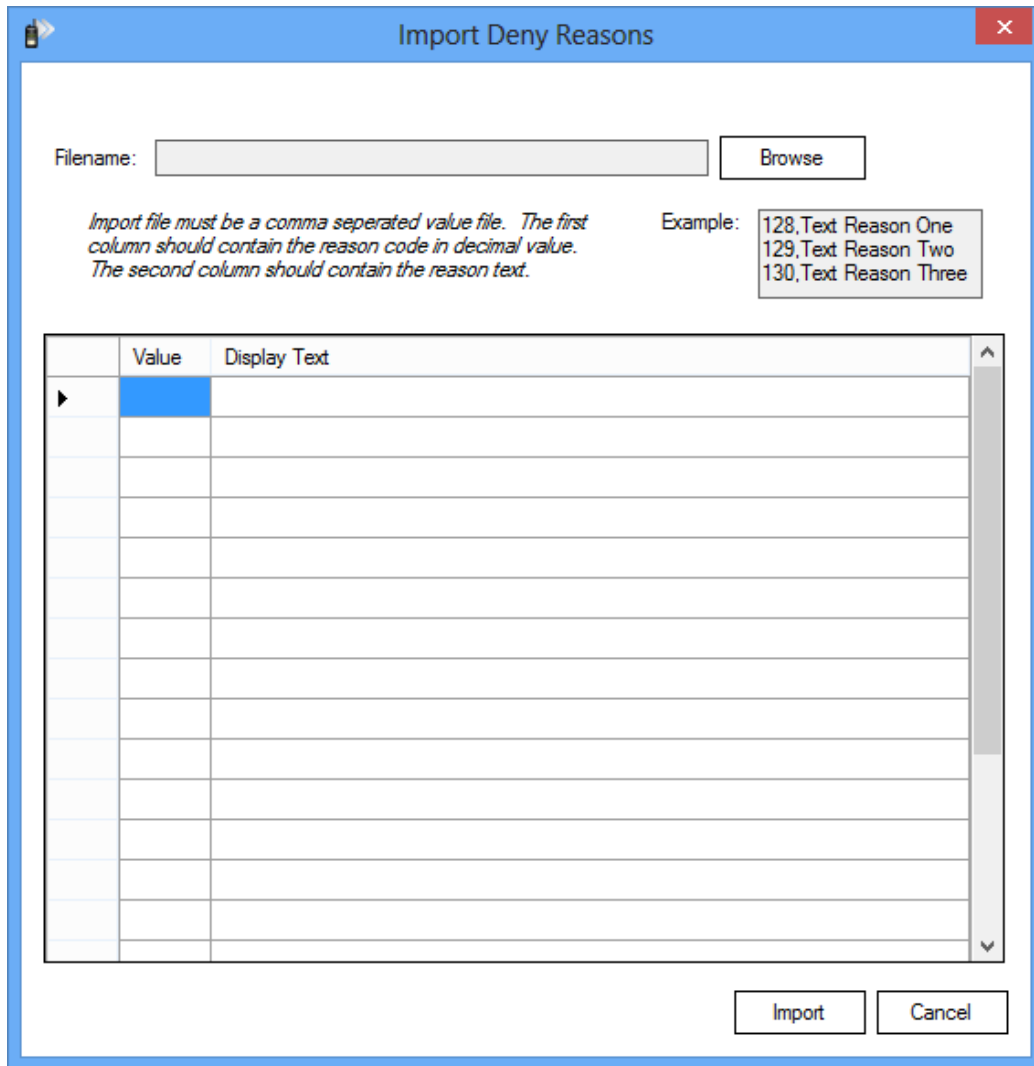 Import Deny Reasons
Filename:
Browse
Import file must be a comma seperated value file.  The first
column should contain the reason code in decimal value.
The second column should contain the reason text.
Example:
128,Text Reason One
129,Text Reason Two
130,Text Reason Three
Value Display Text
Import Cancel